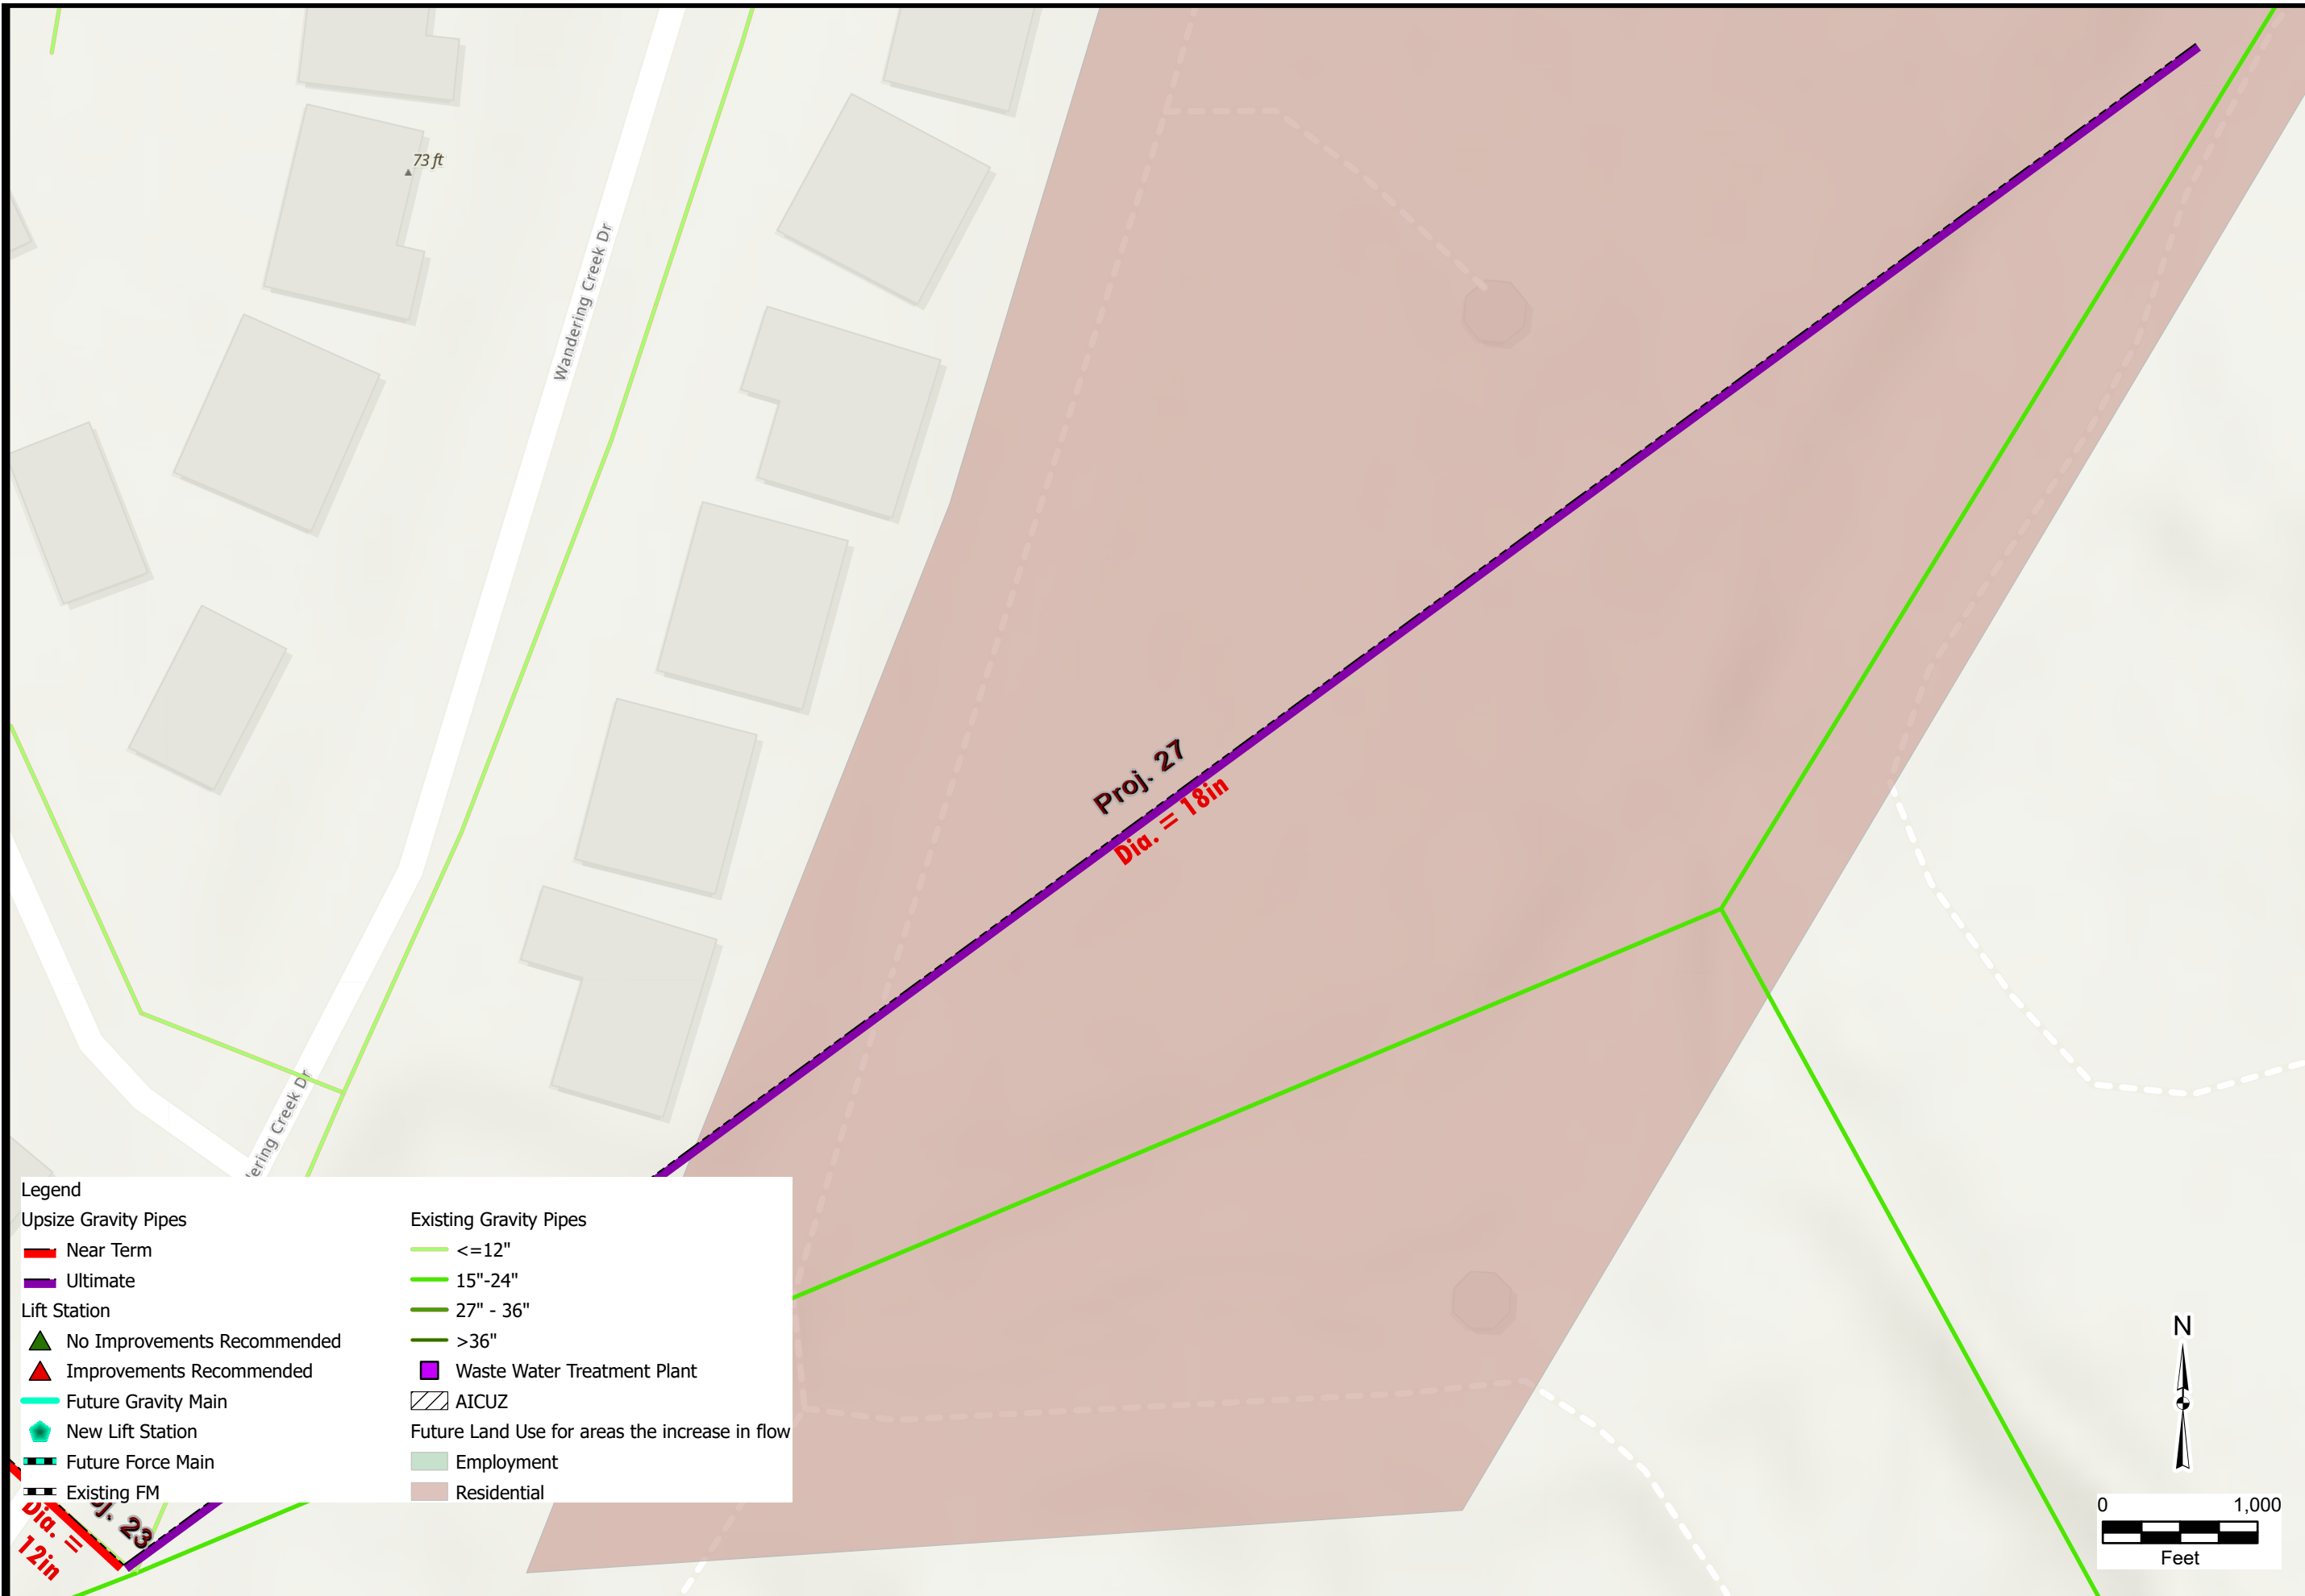 73 ft
Wandering Creek Dr
Proj. 27
Dia. = 18in
dering Creek Dr
Legend
Upsize Gravity Pipes
Near Term
Ultimate
Lift Station
No Improvements Recommended
Improvements Recommended
Future Gravity Main
New Lift Station
Future Force Main
Existing FM
Existing Gravity Pipes
<=12"
15"-24"
27" - 36"
>36"
Waste Water Treatment Plant
AICUZ
Future Land Use for areas the increase in flow
Employment
Residential
oj. 23
Dia. =
12in
N
0 1,000
Feet